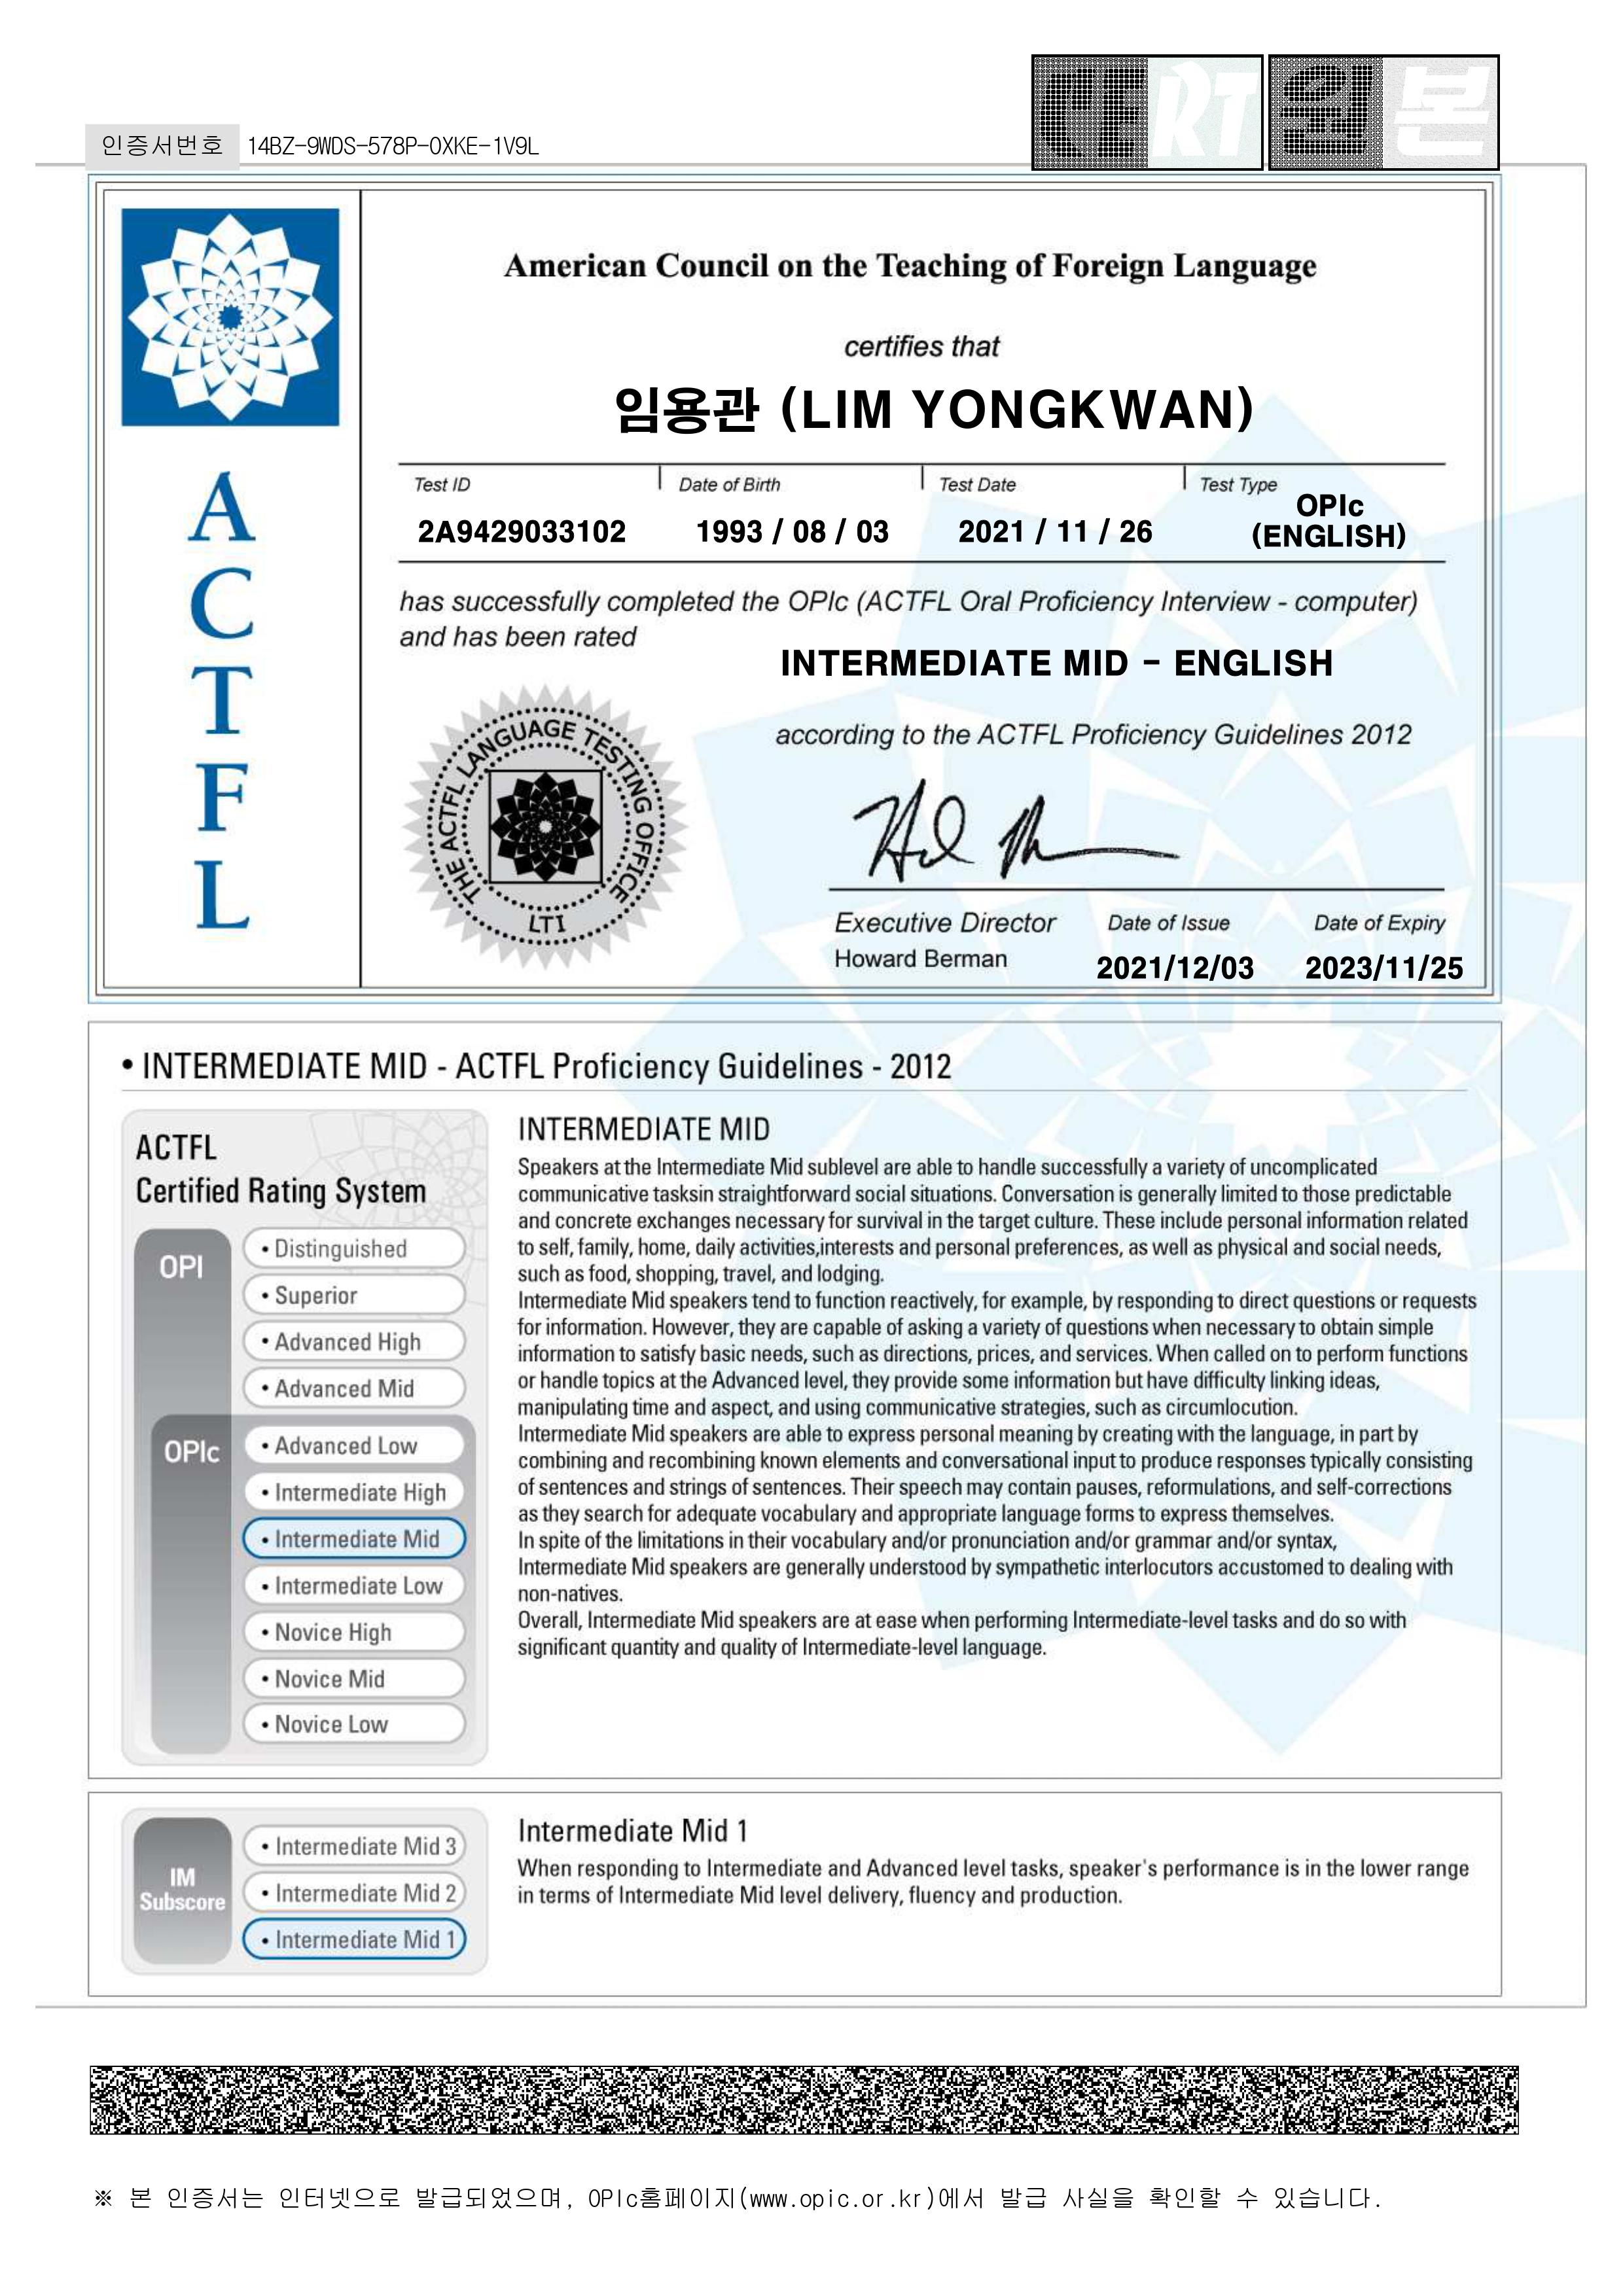 CERT 원본
인증서번호 14BZ-9WDS-578P-0XKE-1V9L
American Council on the Teaching of Foreign Language
certifies that
임용관 (LIM YONGKWAN)
Test ID Date of Birth Test Date Test Type
2A9429033102 1993 / 08 / 03 2021 / 11 / 26 OPIc
(ENGLISH)
has successfully completed the OPIc (ACTFL Oral Proficiency Interview - computer)
and has been rated
INTERMEDIATE MID - ENGLISH
according to the ACTFL Proficiency Guidelines 2012
A
C
T
F
L
THE ACTFL LANGUAGE TESTING OFFICE
LTI
Executive Director Date of Issue Date of Expiry
Howard Berman 2021/12/03 2023/11/25
• INTERMEDIATE MID - ACTFL Proficiency Guidelines - 2012
ACTFL
Certified Rating System
OPI
• Distinguished
• Superior
• Advanced High
• Advanced Mid
OPIc
• Advanced Low
• Intermediate High
• Intermediate Mid
• Intermediate Low
• Novice High
• Novice Mid
• Novice Low
INTERMEDIATE MID
Speakers at the Intermediate Mid sublevel are able to handle successfully a variety of uncomplicated
communicative tasksin straightforward social situations. Conversation is generally limited to those predictable
and concrete exchanges necessary for survival in the target culture. These include personal information related
to self, family, home, daily activities,interests and personal preferences, as well as physical and social needs,
such as food, shopping, travel, and lodging.
Intermediate Mid speakers tend to function reactively, for example, by responding to direct questions or requests
for information. However, they are capable of asking a variety of questions when necessary to obtain simple
information to satisfy basic needs, such as directions, prices, and services. When called on to perform functions
or handle topics at the Advanced level, they provide some information but have difficulty linking ideas,
manipulating time and aspect, and using communicative strategies, such as circumlocution.
Intermediate Mid speakers are able to express personal meaning by creating with the language, in part by
combining and recombining known elements and conversational input to produce responses typically consisting
of sentences and strings of sentences. Their speech may contain pauses, reformulations, and self-corrections
as they search for adequate vocabulary and appropriate language forms to express themselves.
In spite of the limitations in their vocabulary and/or pronunciation and/or grammar and/or syntax,
Intermediate Mid speakers are generally understood by sympathetic interlocutors accustomed to dealing with
non-natives.
Overall, Intermediate Mid speakers are at ease when performing Intermediate-level tasks and do so with
significant quantity and quality of Intermediate-level language.
IM
Subscore
• Intermediate Mid 3
• Intermediate Mid 2
• Intermediate Mid 1
Intermediate Mid 1
When responding to Intermediate and Advanced level tasks, speaker's performance is in the lower range
in terms of Intermediate Mid level delivery, fluency and production.
※ 본 인증서는 인터넷으로 발급되었으며, OPIc홈페이지(www.opic.or.kr)에서 발급 사실을 확인할 수 있습니다.